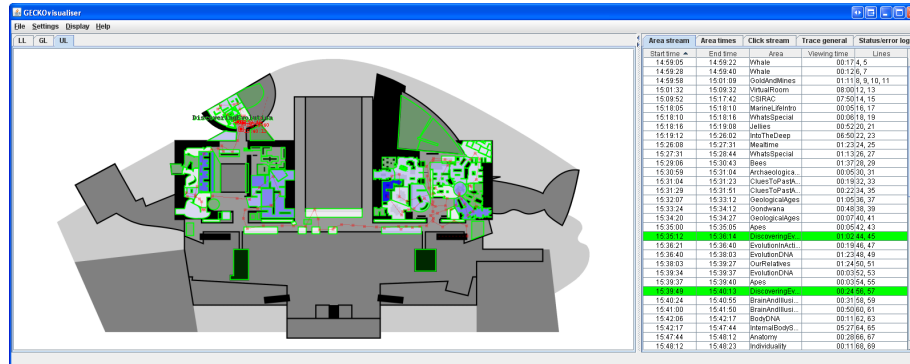 GECKOvisualiser
File Settings Display Help
LL GL UL
DiscoveringEvolution
Area stream Area times Click stream Trace general Status/error log
Start time End time Area Viewing time Lines
14:59:05 14:59:22 Whale 00:17 4, 5
14:59:28 14:59:40 Whale 00:12 6, 7
14:59:58 15:01:09 GoldAndMines 01:11 8, 9, 10, 11
15:01:32 15:09:32 VirtualRoom 08:00 12, 13
15:09:52 15:17:42 CSIRAC 07:50 14, 15
15:18:05 15:18:10 MarineLifeIntro 00:05 16, 17
15:18:10 15:18:16 WhatsSpecial 00:06 18, 19
15:18:16 15:19:08 Jellies 00:52 20, 21
15:19:12 15:26:02 IntoTheDeep 06:50 22, 23
15:26:08 15:27:31 Mealtime 01:23 24, 25
15:27:31 15:28:44 WhatsSpecial 01:13 26, 27
15:29:06 15:30:43 Bees 01:37 28, 29
15:30:59 15:31:04 Archaeologica... 00:05 30, 31
15:31:04 15:31:23 CluesToPastA... 00:19 32, 33
15:31:29 15:31:51 CluesToPastA... 00:22 34, 35
15:32:07 15:33:12 GeologicalAges 01:05 36, 37
15:33:24 15:34:12 Gondwana 00:48 38, 39
15:34:20 15:34:27 GeologicalAges 00:07 40, 41
15:35:00 15:35:05 Apes 00:05 42, 43
15:35:12 15:36:14 DiscoveringEv... 01:02 44, 45
15:36:21 15:36:40 EvolutionInActi... 00:19 46, 47
15:36:40 15:38:03 EvolutionDNA 01:23 48, 49
15:38:03 15:39:27 OurRelatives 01:24 50, 51
15:39:34 15:39:37 EvolutionDNA 00:03 52, 53
15:39:37 15:39:40 Apes 00:03 54, 55
15:39:49 15:40:13 DiscoveringEv... 00:24 56, 57
15:40:24 15:40:55 BrainAndIllusi... 00:31 58, 59
15:41:00 15:41:50 BrainAndIllusi... 00:50 60, 61
15:42:06 15:42:17 BodyDNA 00:11 62, 63
15:42:17 15:47:44 InternalBodyS... 05:27 64, 65
15:47:44 15:48:12 Anatomy 00:28 66, 67
15:48:12 15:48:23 Individuality 00:11 68, 69